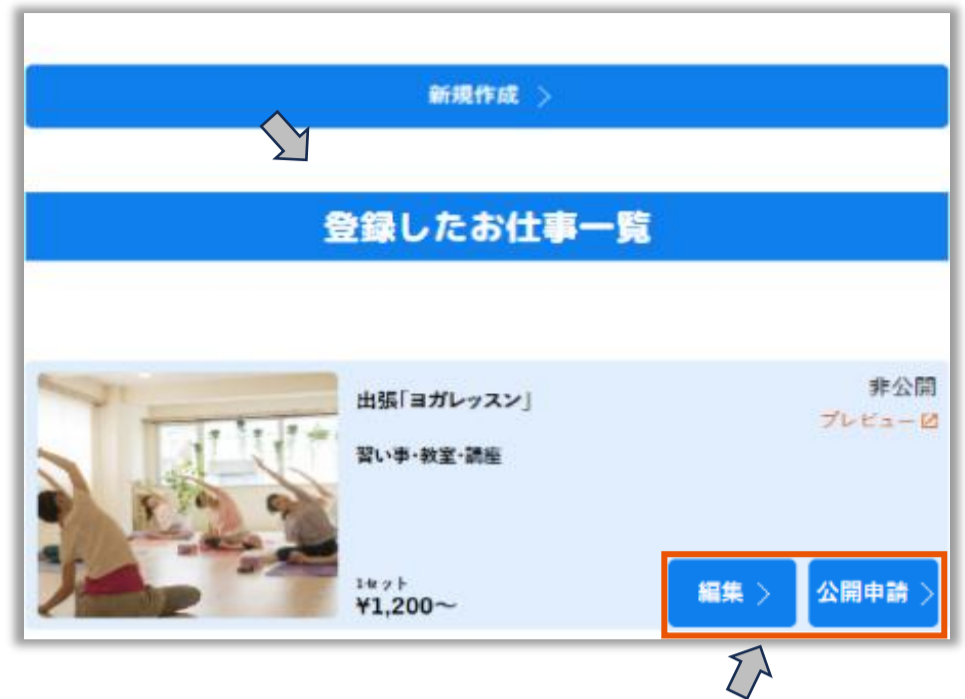 新規作成 >
登録したお仕事一覧
非公開
出張「ヨガレッスン」
プレビュー
習い事・教室・講座
1セット
¥1,200～
編集 >
公開申請 >